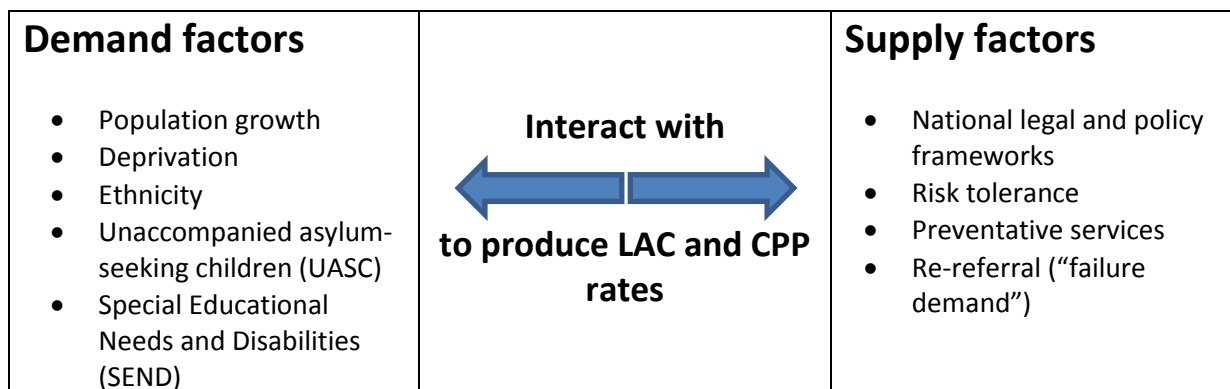 Demand factors
• Population growth
• Deprivation
• Ethnicity
• Unaccompanied asylum-
seeking children (UASC)
• Special Educational
Needs and Disabilities
(SEND)
Interact with
to produce LAC and CPP
rates
Supply factors
• National legal and policy
frameworks
• Risk tolerance
• Preventative services
• Re-referral (“failure
demand”)